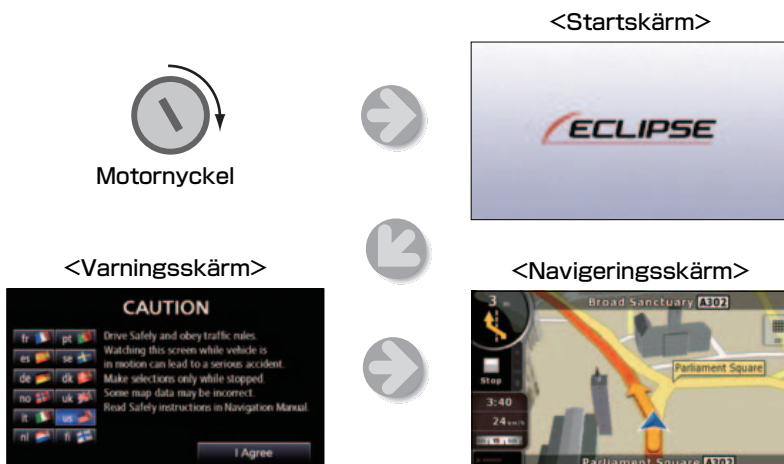 <Startskärm>
ECLIPSE
Motornyckel
<Varningsskärm>
CAUTION
fr pt
es se
de dk
no uk
it us
nl fi
Drive Safely and obey traffic rules.
Watching this screen while vehicle is
in motion can lead to a serious accident.
Make selections only while stopped.
Some map data may be incorrect.
Read Safely instructions in Navigation Manual.
I Agree
<Navigeringsskärm>
3
Broad Sanctuary A302
Parliament Square
Stop
3:40
24
Parliament Square A302